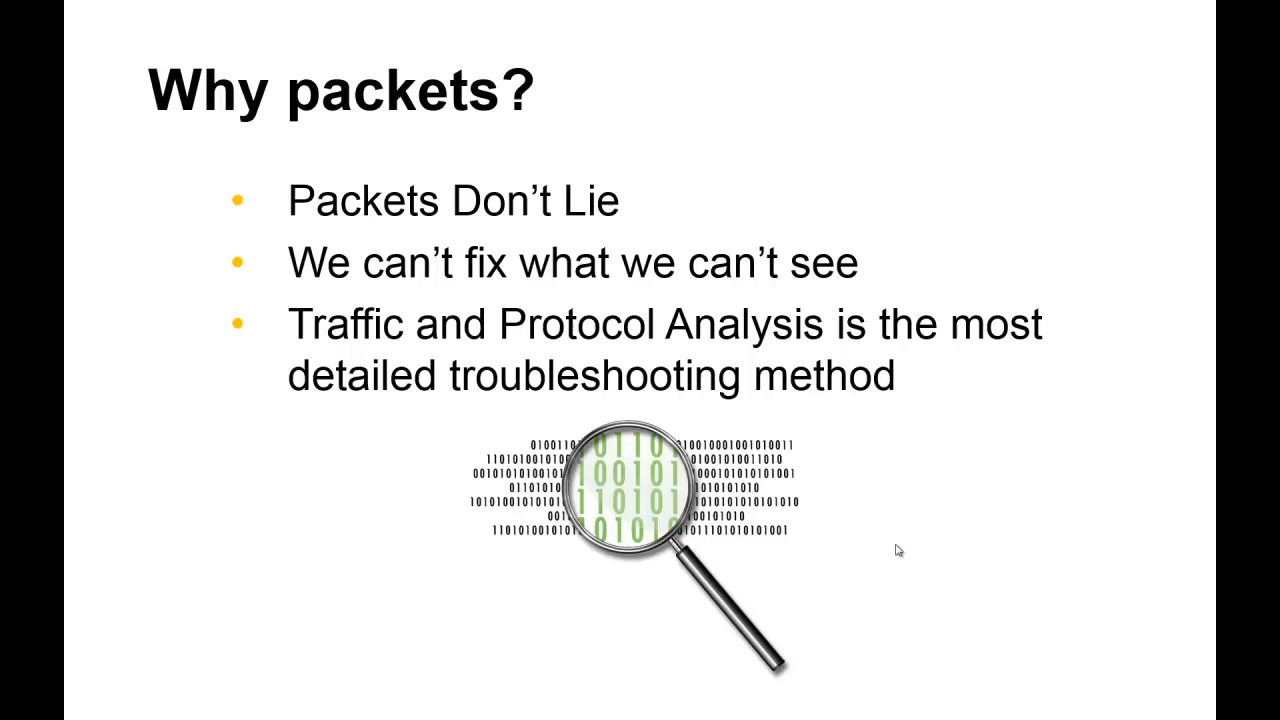 Why packets?
• Packets Don’t Lie
• We can’t fix what we can’t see
• Traffic and Protocol Analysis is the most
detailed troubleshooting method